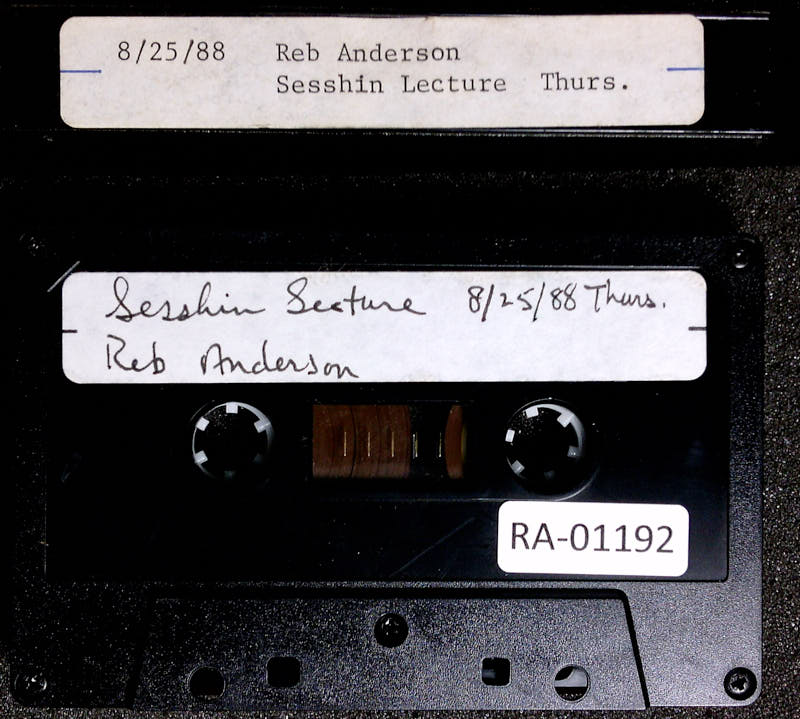 8/25/88 Reb Anderson
Sesshin Lecture Thurs.
Sesshin Lecture 8/25/88 Thurs.
Reb Anderson
RA-01192